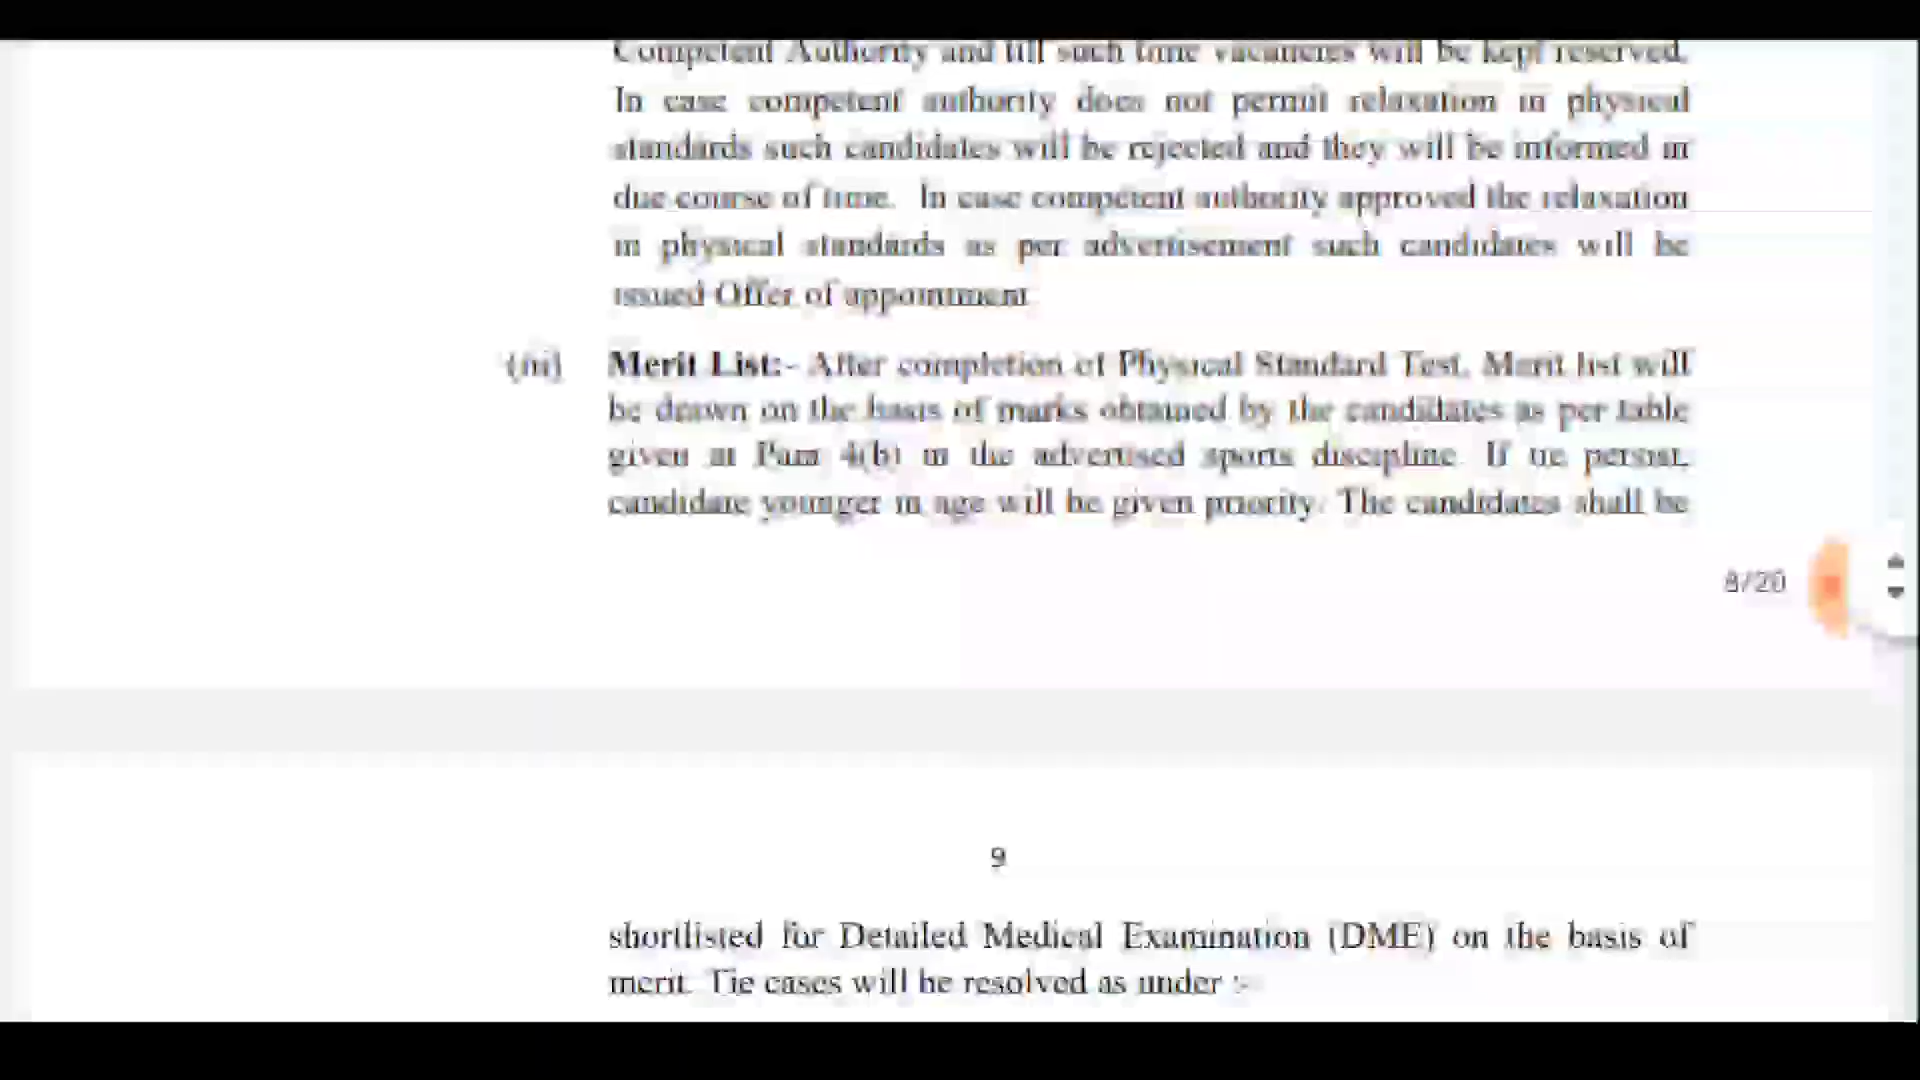 Competent Authority and till such time vacancies will be kept reserved.
In case competent authority does not permit relaxation in physical
standards such candidates will be rejected and they will be informed in
due course of time. In case competent authority approved the relaxation
in physical standards as per advertisement such candidates will be
issued Offer of appointment
(iii) Merit List:- After completion of Physical Standard Test, Merit list will
be drawn on the basis of marks obtained by the candidates as per table
given at Para 4(b) in the advertised sports discipline. If tie persist,
candidate younger in age will be given priority. The candidates shall be
8/20
9
shortlisted for Detailed Medical Examination (DME) on the basis of
merit. Tie cases will be resolved as under :-